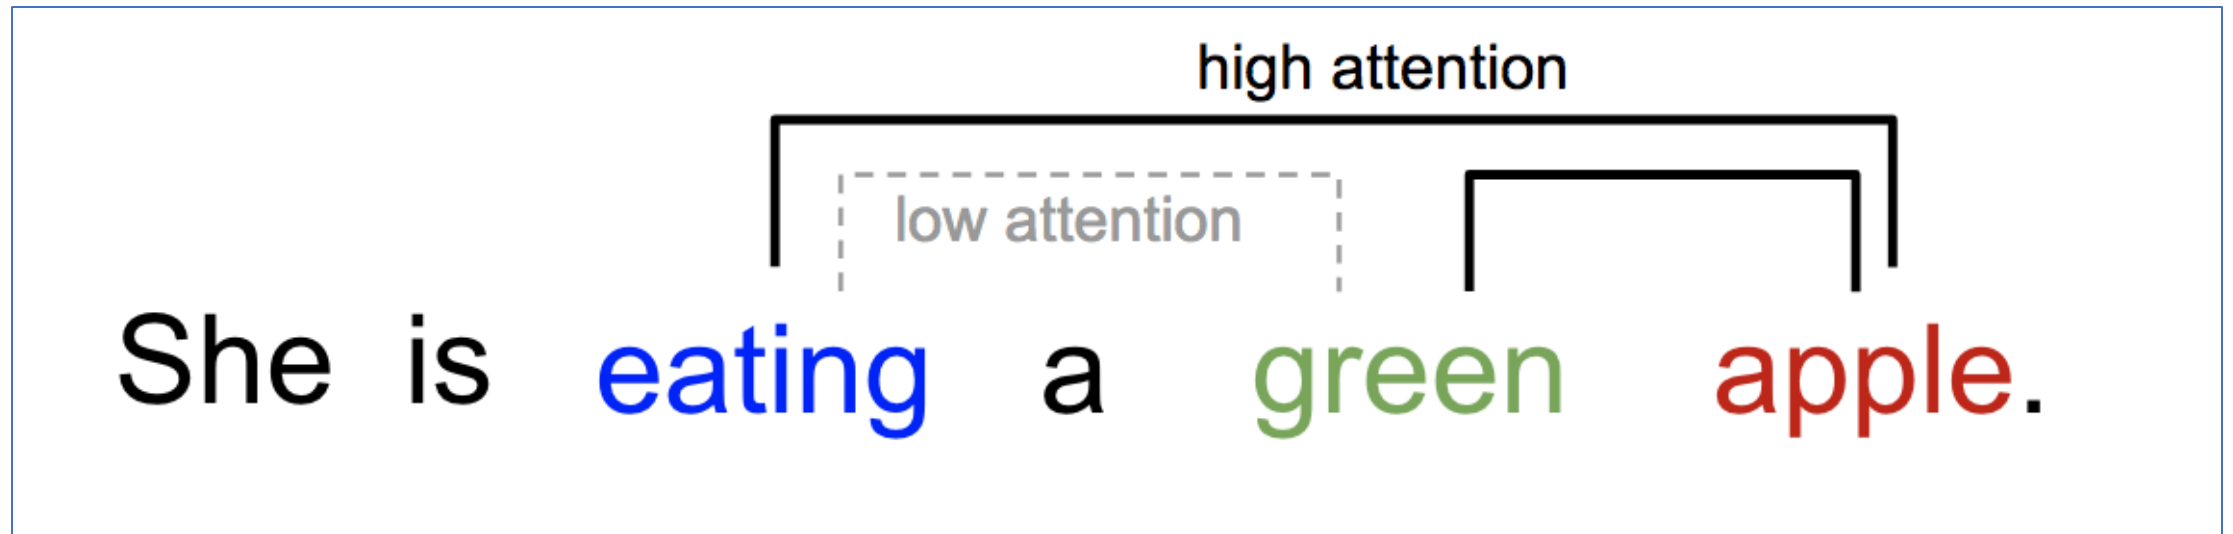 high attention
low attention
She is eating a green apple.